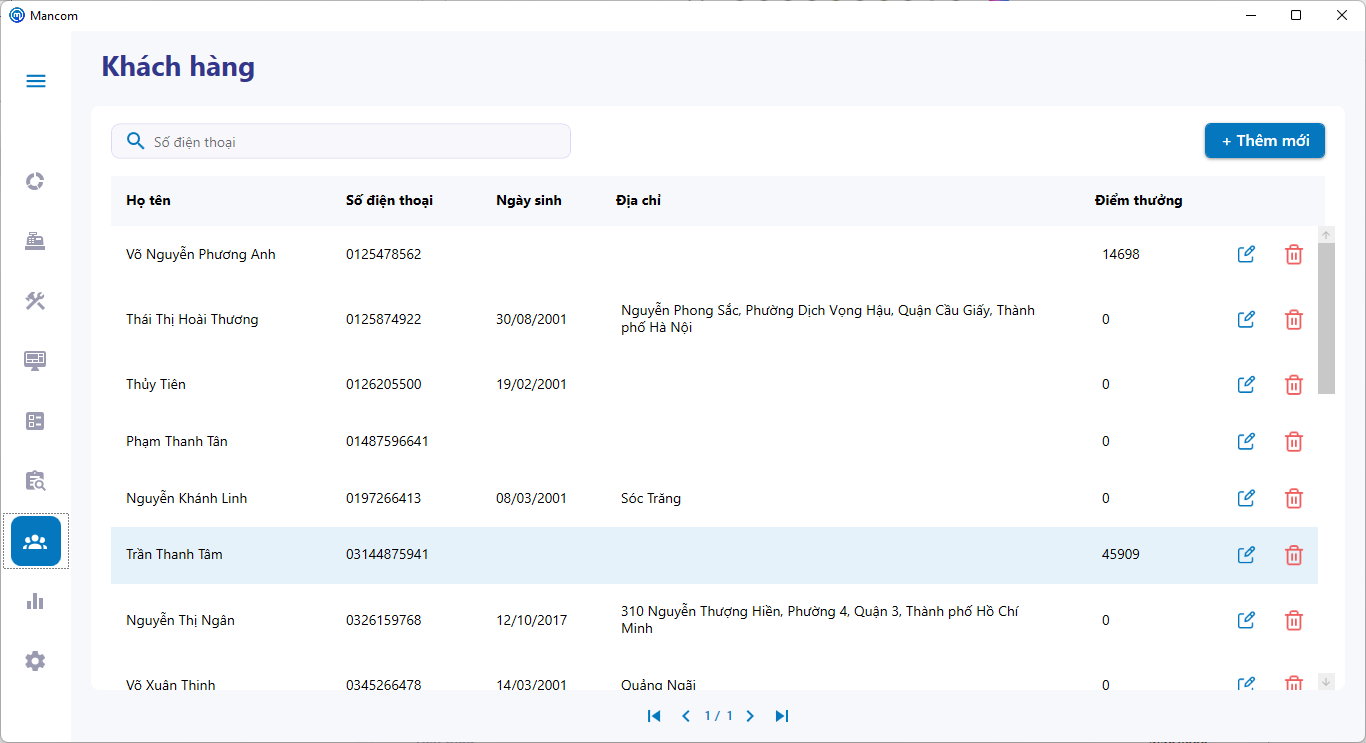 Mancom
Khách hàng
Số điện thoại
+ Thêm mới
Họ tên Số điện thoại Ngày sinh Địa chỉ Điểm thưởng
Võ Nguyễn Phương Anh 0125478562 14698
Thái Thị Hoài Thương 0125874922 30/08/2001 Nguyễn Phong Sắc, Phường Dịch Vọng Hậu, Quận Cầu Giấy, Thành 0
phố Hà Nội
Thủy Tiên 0126205500 19/02/2001 0
Phạm Thanh Tân 01487596641 0
Nguyễn Khánh Linh 0197266413 08/03/2001 Sóc Trăng 0
Trần Thanh Tâm 03144875941 45909
Nguyễn Thị Ngân 0326159768 12/10/2017 310 Nguyễn Thượng Hiền, Phường 4, Quận 3, Thành phố Hồ Chí 0
Minh
Võ Xuân Thịnh 0345266478 14/03/2001 Quảng Ngãi 0
1 / 1